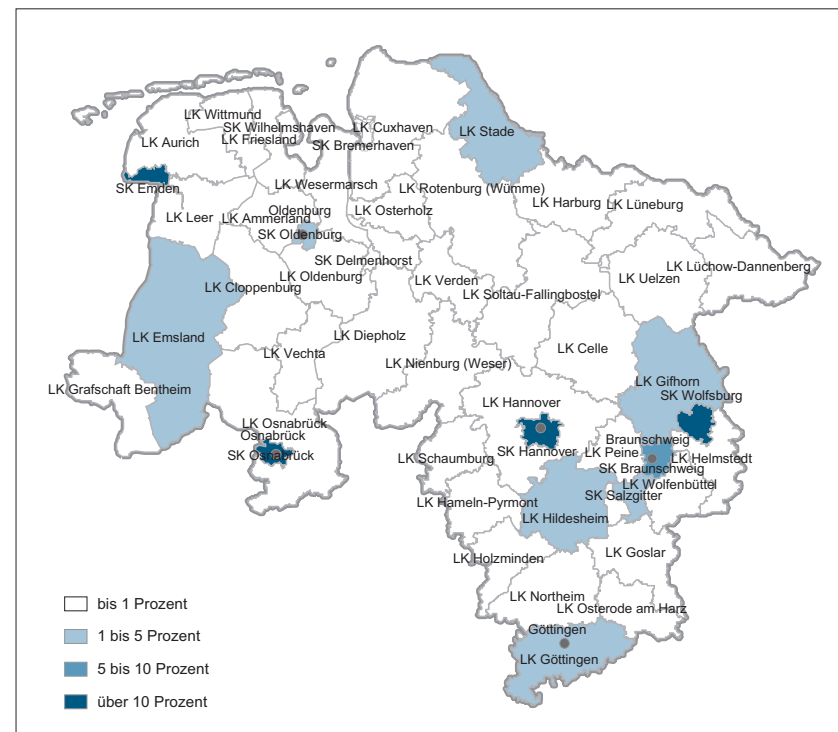 LK Wittmund
SK Wilhelmshaven
LK Cuxhaven
LK Stade
LK Aurich
LK Friesland
SK Bremerhaven
SK Emden
LK Wesermarsch
LK Rotenburg (Wümme)
LK Harburg
LK Lüneburg
LK Leer
LK Ammerland
Oldenburg
LK Osterholz
SK Oldenburg
SK Delmenhorst
LK Oldenburg
LK Verden
LK Uelzen
LK Lüchow-Dannenberg
LK Cloppenburg
LK Soltau-Fallingbostel
LK Emsland
LK Diepholz
LK Vechta
LK Celle
LK Nienburg (Weser)
LK Grafschaft Bentheim
LK Gifhorn
SK Wolfsburg
LK Hannover
LK Osnabrück
Osnabrück
SK Osnabrück
SK Hannover
Braunschweig
LK Peine
LK Helmstedt
LK Schaumburg
SK Braunschweig
LK Wolfenbüttel
SK Salzgitter
LK Hameln-Pyrmont
LK Hildesheim
LK Holzminden
LK Goslar
LK Northeim
LK Osterode am Harz
Göttingen
LK Göttingen
bis 1 Prozent
1 bis 5 Prozent
5 bis 10 Prozent
über 10 Prozent